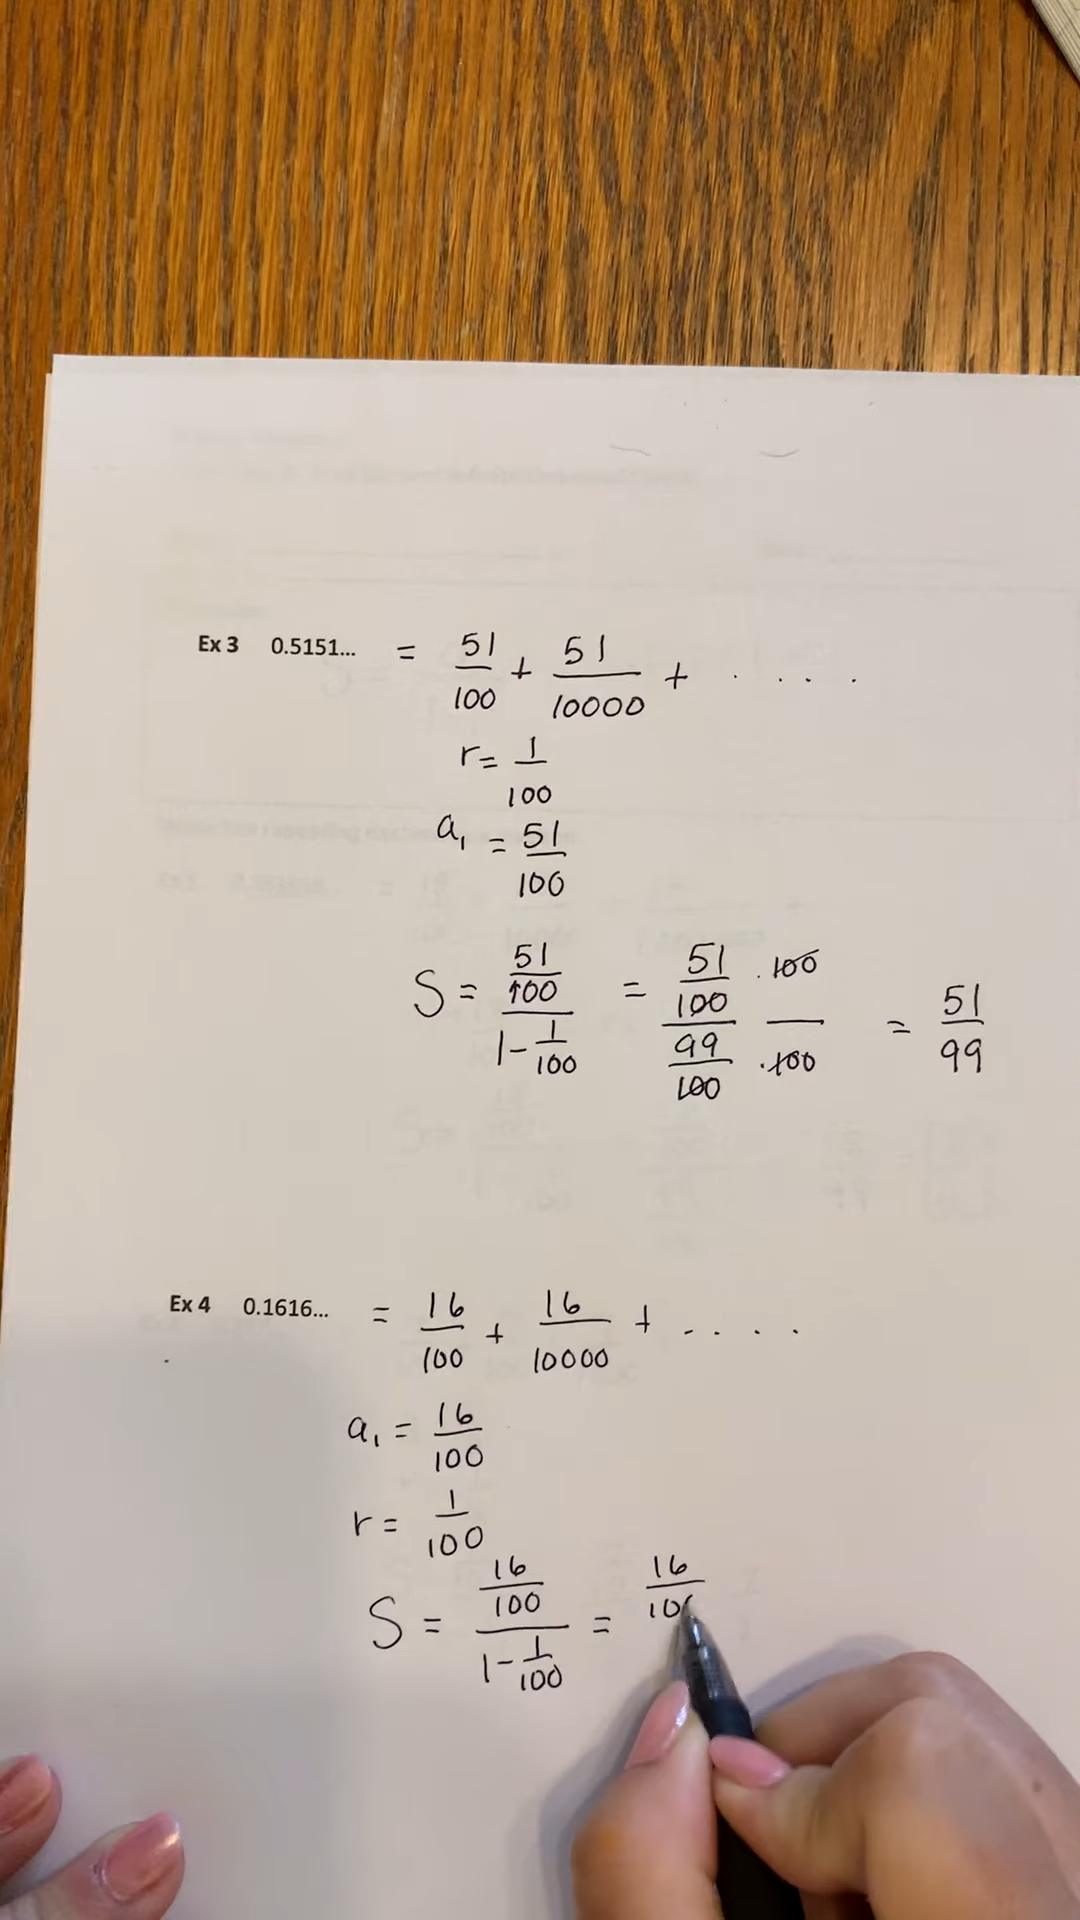 Ex 3 0.5151... = 51/100 + 51/10000 + . . . .
r = 1/100
a₁ = 51/100
S = (51/100)/(1 - 1/100) = (51/100 · 100)/(99/100 · 100) = 51/99
Ex 4 0.1616... = 16/100 + 16/10000 + . . . .
a₁ = 16/100
r = 1/100
S = (16/100)/(1 - 1/100) = 16/100